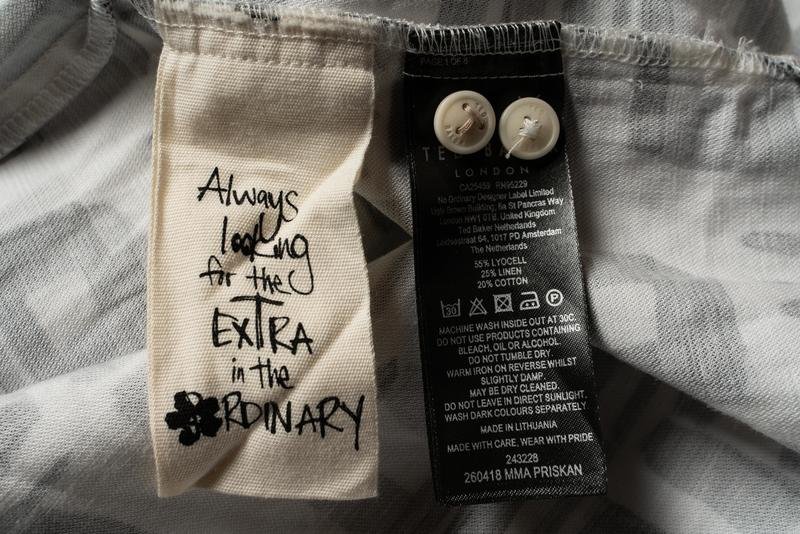 Always
looking
for the
EXTRA
in the
ORDINARY
PAGE 1 OF 8
LONDON
CA25459 RN95229
No Ordinary Designer Label Limited
Ugly Brown Building, 6a St Pancras Way
London NW1 0TB, United Kingdom
Ted Baker Netherlands
Leidsestraat 64, 1017 PD Amsterdam
The Netherlands
55% LYOCELL
25% LINEN
20% COTTON
30
P
MACHINE WASH INSIDE OUT AT 30C.
DO NOT USE PRODUCTS CONTAINING
BLEACH, OIL OR ALCOHOL.
DO NOT TUMBLE DRY.
WARM IRON ON REVERSE WHILST
SLIGHTLY DAMP.
MAY BE DRY CLEANED.
DO NOT LEAVE IN DIRECT SUNLIGHT.
WASH DARK COLOURS SEPARATELY
MADE IN LITHUANIA
MADE WITH CARE, WEAR WITH PRIDE
243228
260418 MMA PRISKAN